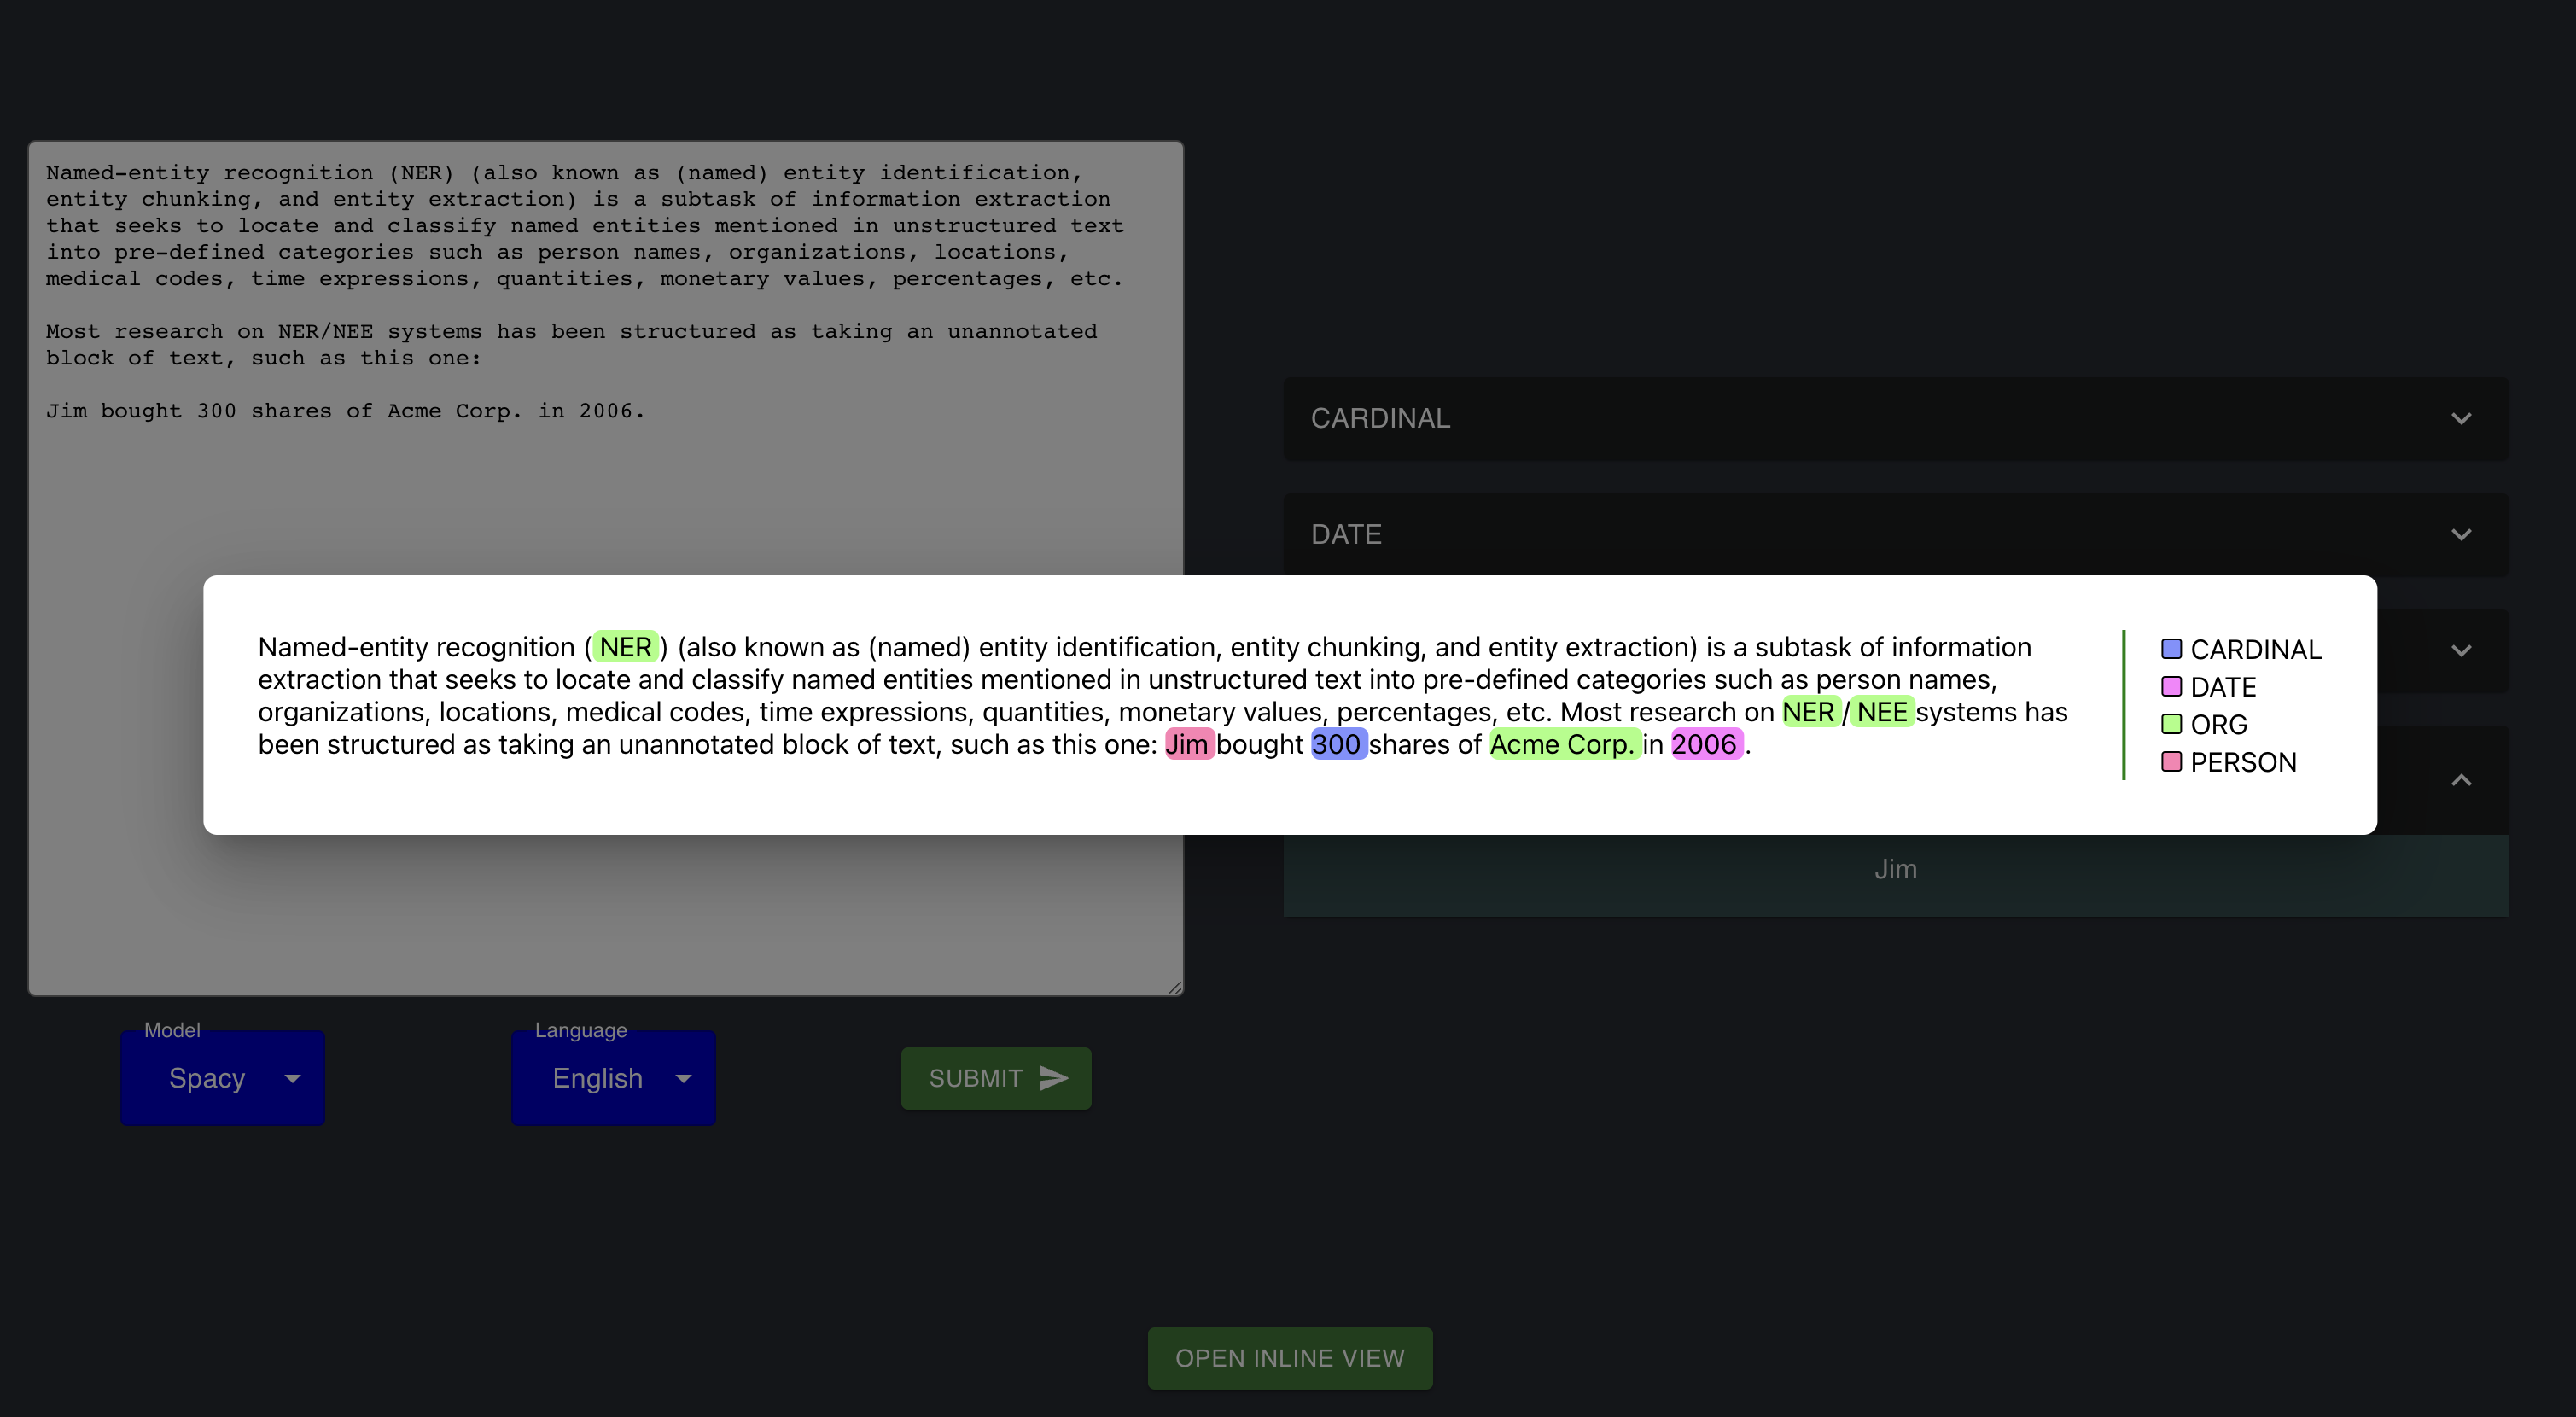 Named-entity recognition (NER) (also known as (named) entity identification,
entity chunking, and entity extraction) is a subtask of information extraction
that seeks to locate and classify named entities mentioned in unstructured text
into pre-defined categories such as person names, organizations, locations,
medical codes, time expressions, quantities, monetary values, percentages, etc.
Most research on NER/NEE systems has been structured as taking an unannotated
block of text, such as this one:
Jim bought 300 shares of Acme Corp. in 2006.
CARDINAL
DATE
Named-entity recognition ( NER ) (also known as (named) entity identification, entity chunking, and entity extraction) is a subtask of information
extraction that seeks to locate and classify named entities mentioned in unstructured text into pre-defined categories such as person names,
organizations, locations, medical codes, time expressions, quantities, monetary values, percentages, etc. Most research on NER / NEE systems has
been structured as taking an unannotated block of text, such as this one: Jim bought 300 shares of Acme Corp. in 2006 .
CARDINAL
DATE
ORG
PERSON
Jim
Model
Spacy
Language
English
SUBMIT
OPEN INLINE VIEW